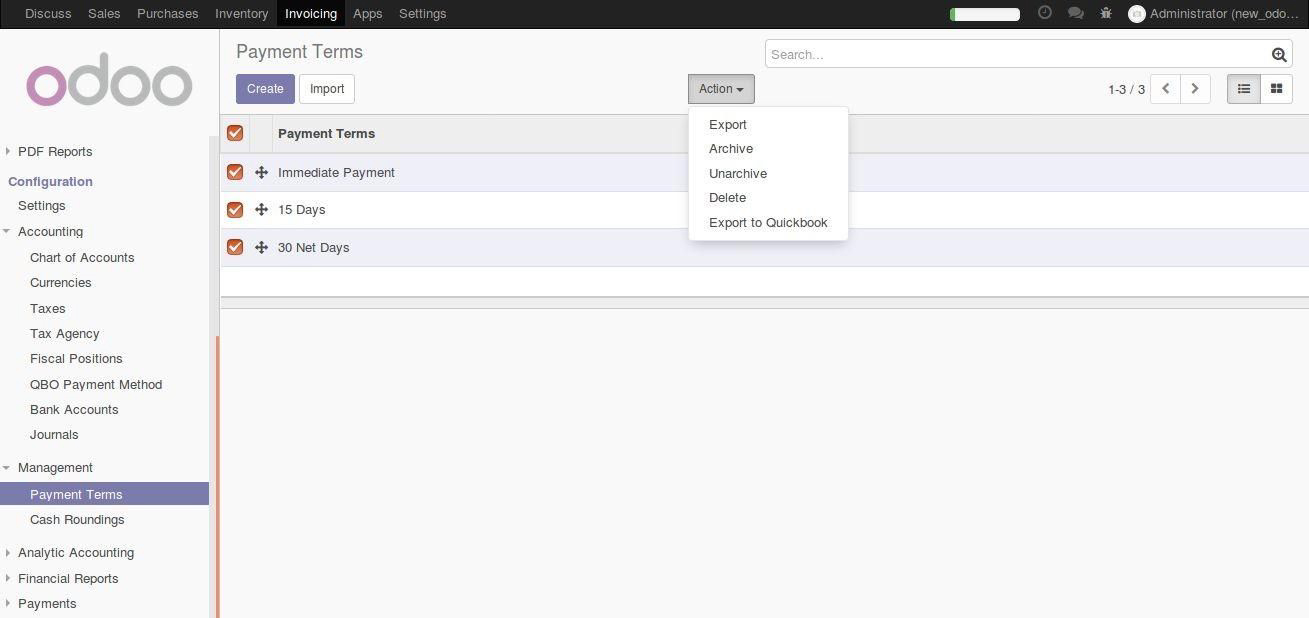 Discuss Sales Purchases Inventory Invoicing Apps Settings Administrator (new_odo...
odoo
Payment Terms
Search...
Create Import Action 1-3 / 3
Export
Archive
Unarchive
Delete
Export to Quickbook
Payment Terms
Immediate Payment
15 Days
30 Net Days
PDF Reports
Configuration
Settings
Accounting
Chart of Accounts
Currencies
Taxes
Tax Agency
Fiscal Positions
QBO Payment Method
Bank Accounts
Journals
Management
Payment Terms
Cash Roundings
Analytic Accounting
Financial Reports
Payments